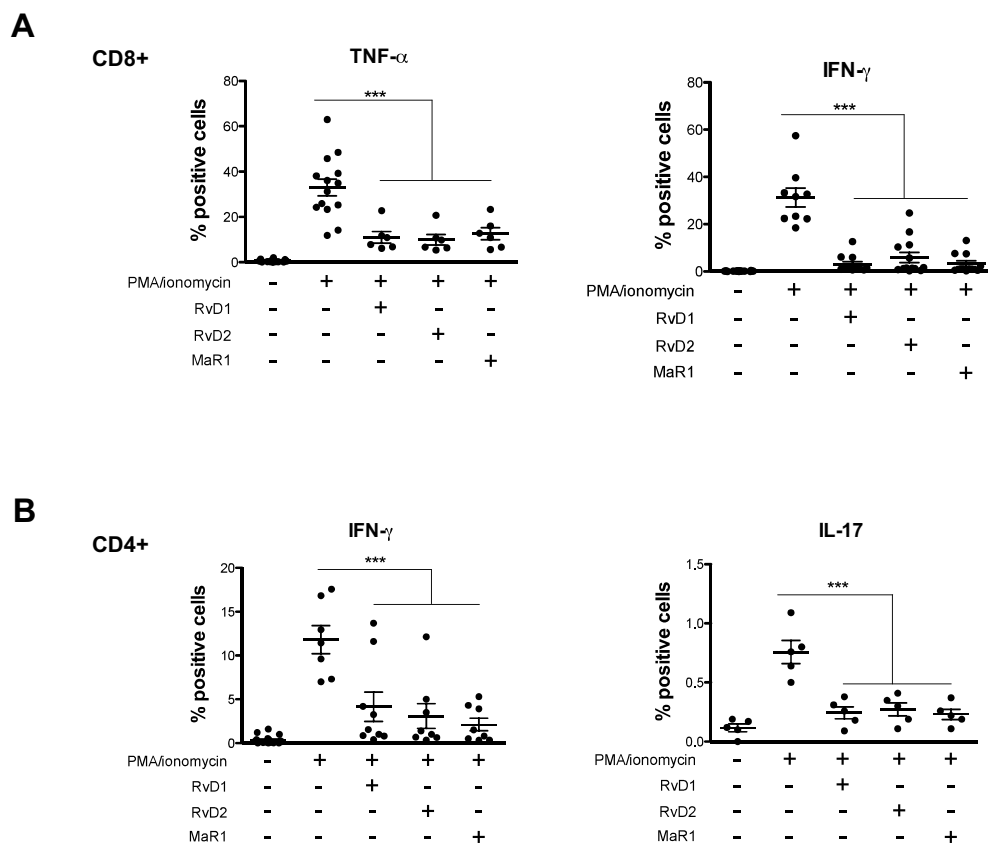 A
CD8+
TNF-α
% positive cells
80
60
40
20
0
***
PMA/ionomycin - + + + +
RvD1 - - + - -
RvD2 - - - + -
MaR1 - - - - +
IFN-γ
% positive cells
80
60
40
20
0
***
PMA/ionomycin - + + + +
RvD1 - - + - -
RvD2 - - - + -
MaR1 - - - - +
B
CD4+
IFN-γ
% positive cells
20
15
10
5
0
***
PMA/ionomycin - + + + +
RvD1 - - + - -
RvD2 - - - + -
MaR1 - - - - +
IL-17
% positive cells
1.5
1.0
0.5
0.0
***
PMA/ionomycin - + + + +
RvD1 - - + - -
RvD2 - - - + -
MaR1 - - - - +